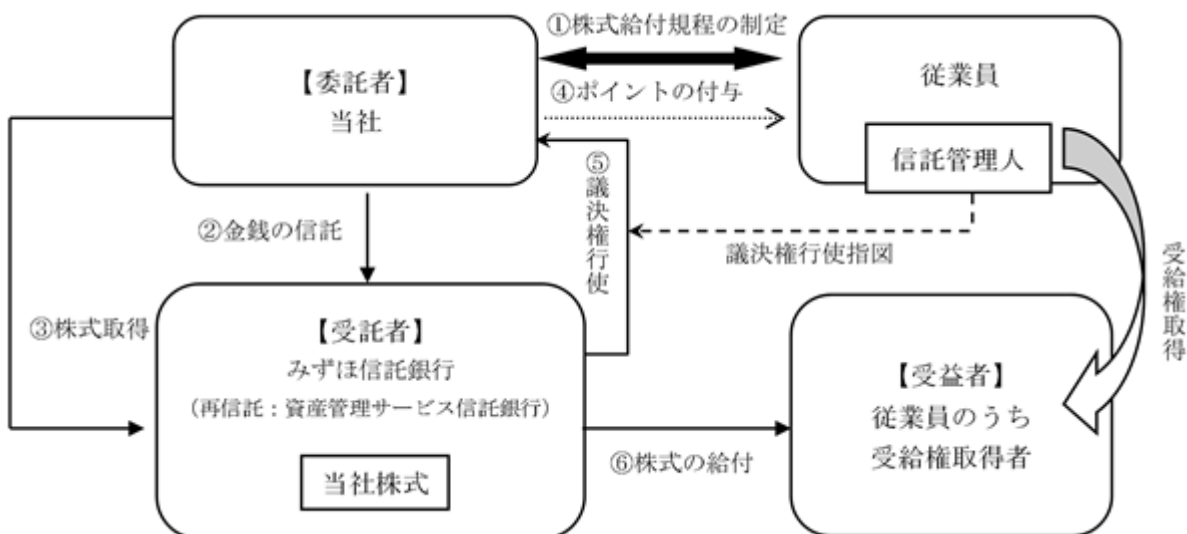 ①株式給付規程の制定
【委託者】
当社
④ポイントの付与
従業員
信託管理人
⑤議決権行使
②金銭の信託
議決権行使指図
受給権取得
③株式取得
【受託者】
みずほ信託銀行
（再信託：資産管理サービス信託銀行）
当社株式
⑥株式の給付
【受益者】
従業員のうち
受給権取得者